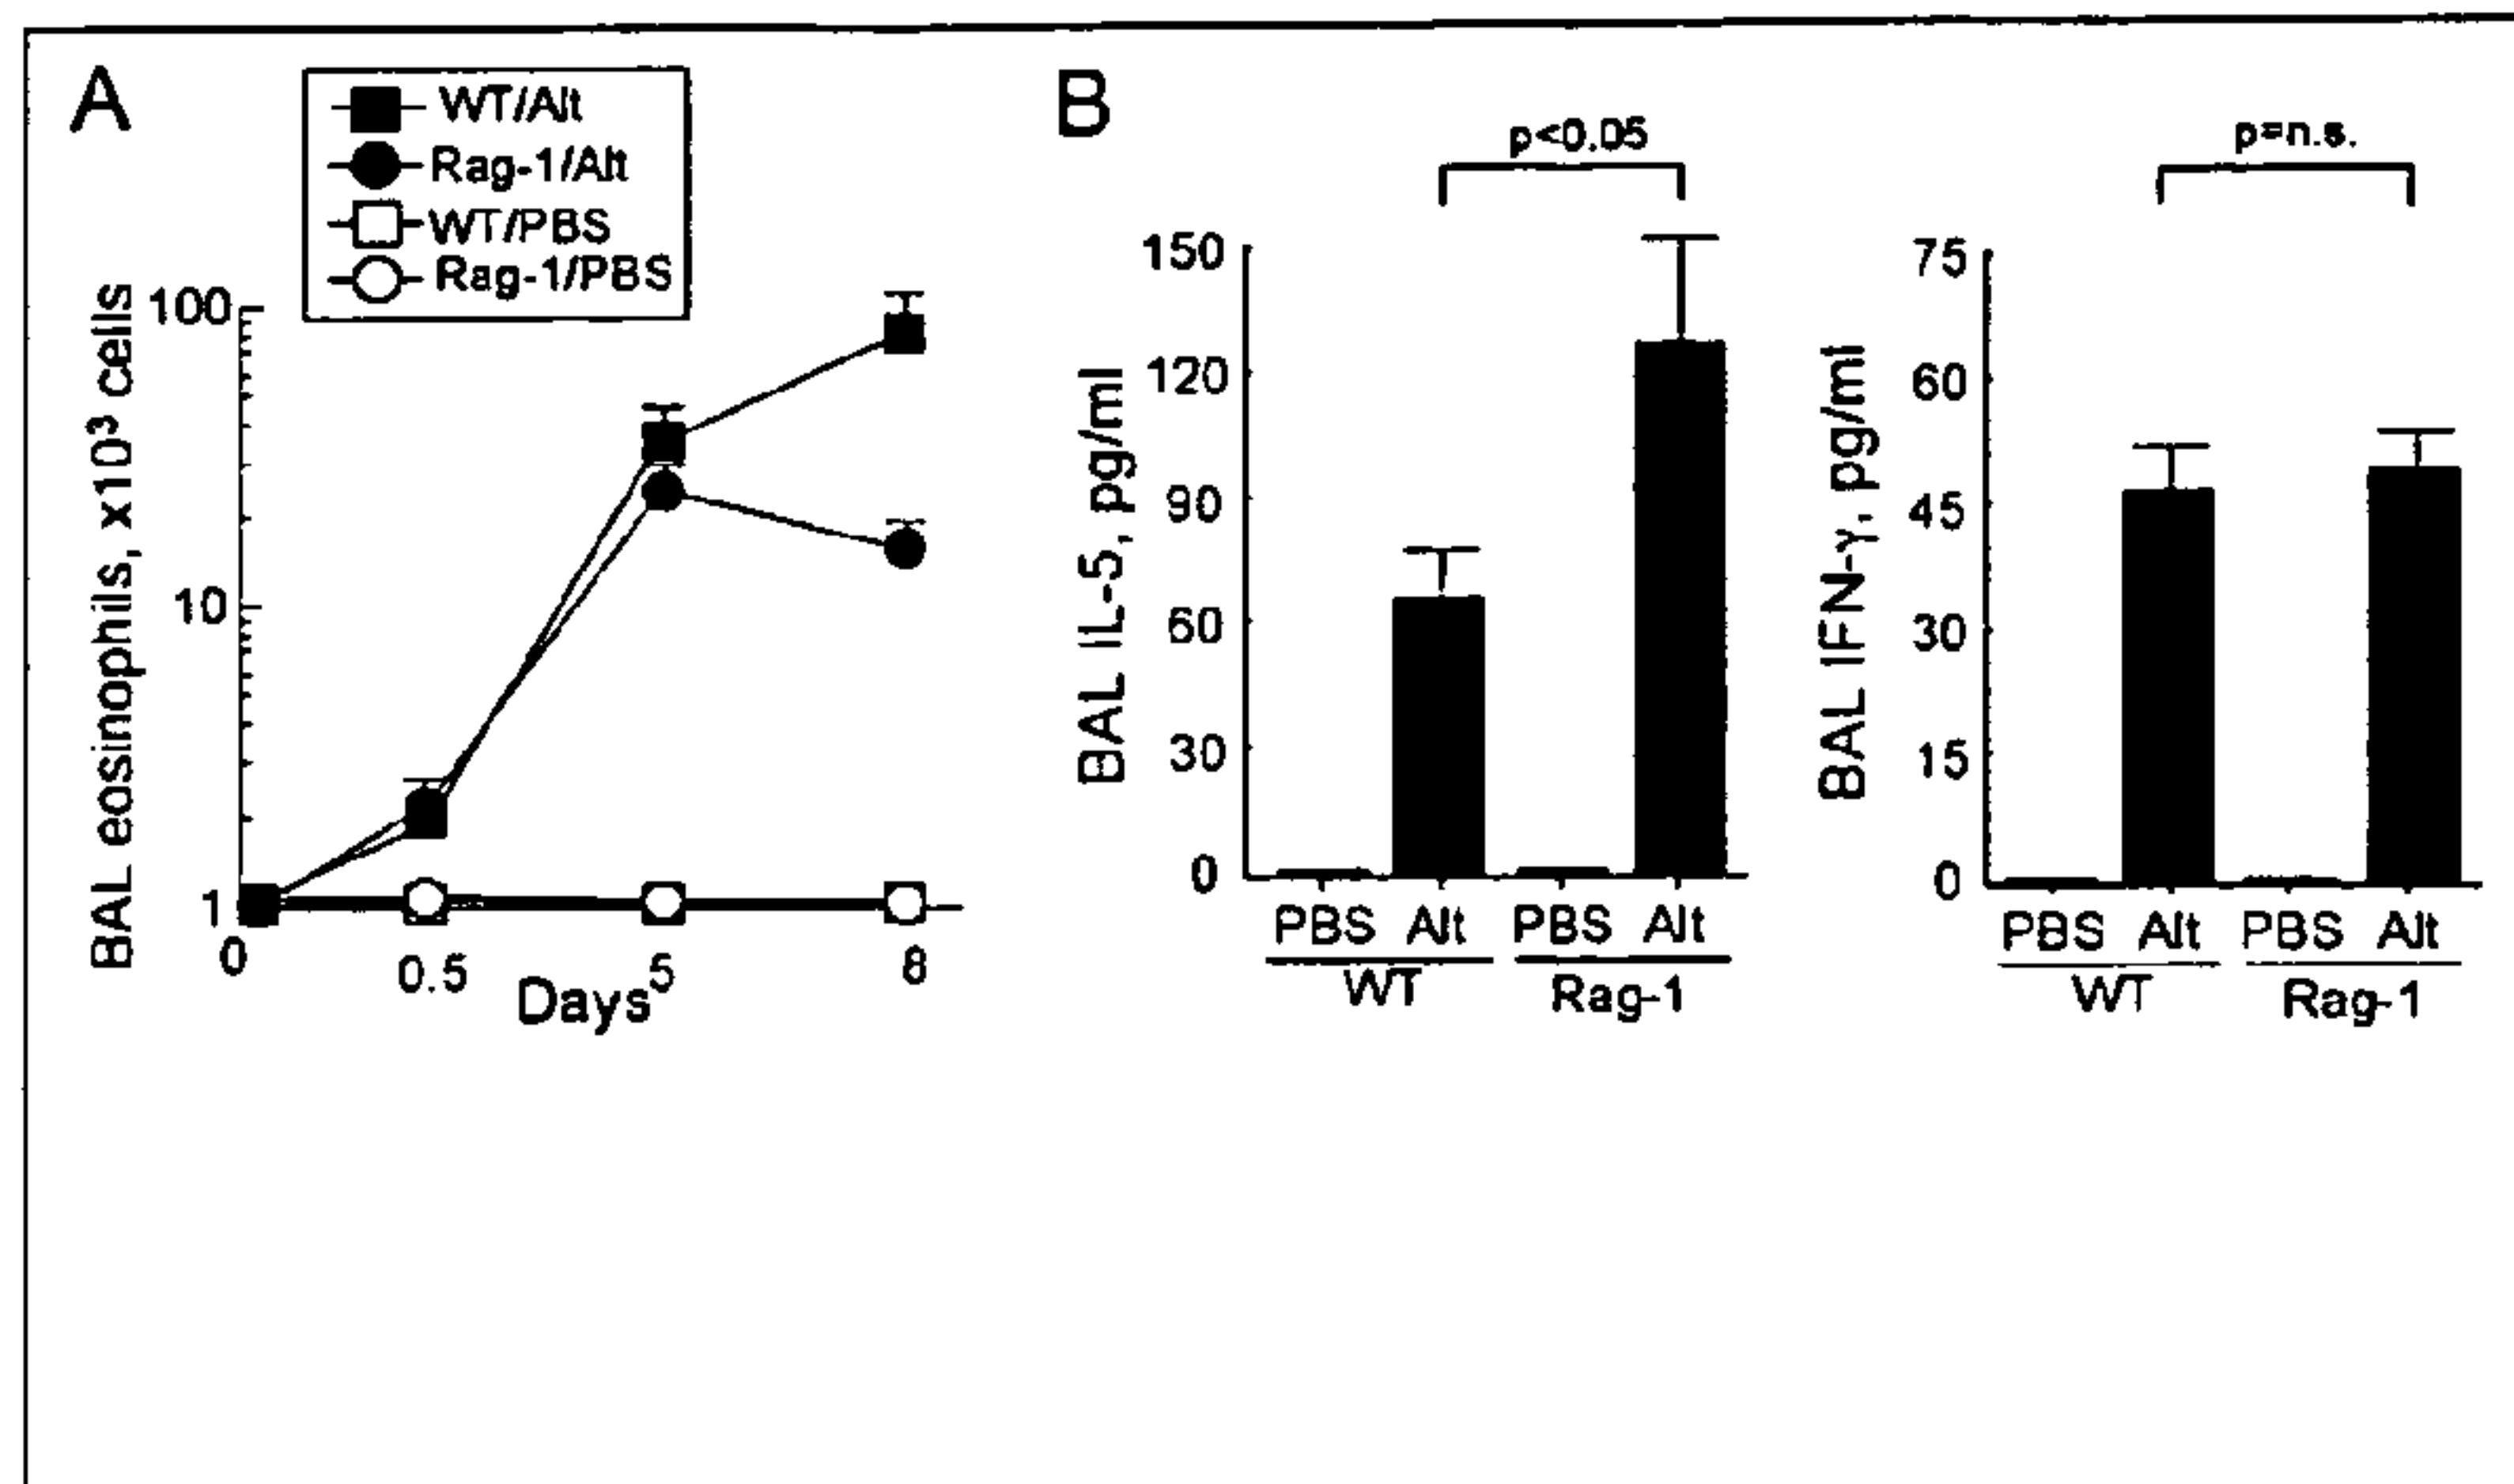 A
WT/Alt
Rag-1/Alt
WT/PBS
Rag-1/PBS
BAL eosinophils, x10³ cells
100
10
1
0
0.5
5
8
Days
B
p<0.05
BAL IL-5, pg/ml
150
120
90
60
30
0
PBS Alt PBS Alt
WT Rag-1
p=n.s.
BAL IFN-γ, pg/ml
75
60
45
30
15
0
PBS Alt PBS Alt
WT Rag-1